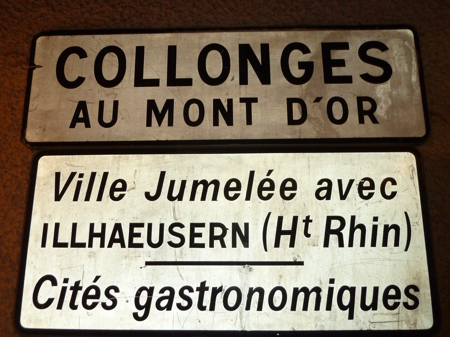 COLLONGES
AU MONT D'OR
Ville Jumelée avec
ILLHAEUSERN (Ht Rhin)
Cités gastronomiques